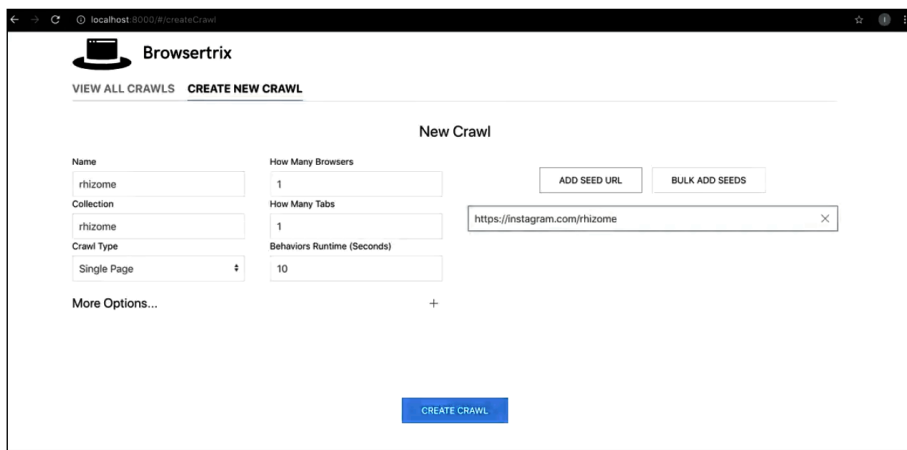 localhost:8000/#/createCrawl
Browsertrix
VIEW ALL CRAWLS CREATE NEW CRAWL
New Crawl
Name
rhizome
Collection
rhizome
Crawl Type
Single Page
More Options...
How Many Browsers
1
How Many Tabs
1
Behaviors Runtime (Seconds)
10
+
ADD SEED URL BULK ADD SEEDS
https://instagram.com/rhizome
CREATE CRAWL